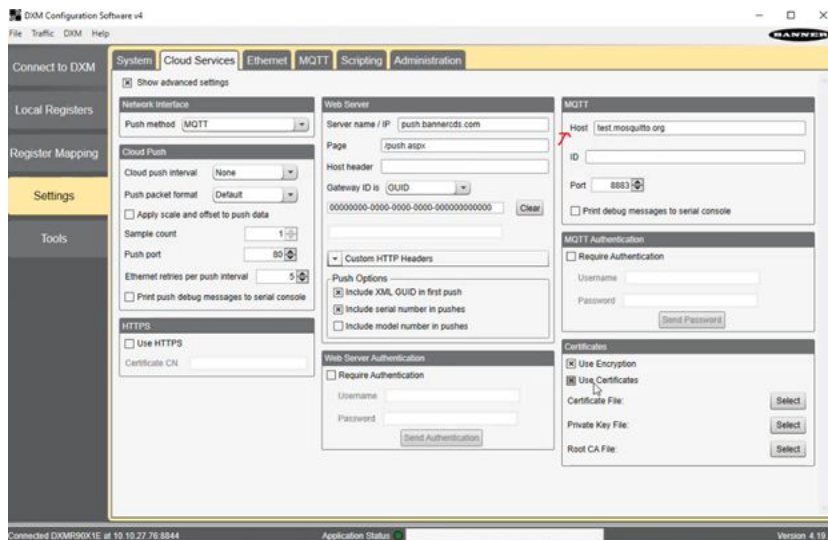 DXM Configuration Software v4
File Traffic DXM Help
BANNER
Connect to DXM
Local Registers
Register Mapping
Settings
Tools
System Cloud Services Ethernet MQTT Scripting Administration
Show advanced settings
Network Interface
Push method MQTT
Cloud Push
Cloud push interval None
Push packet format Default
Apply scale and offset to push data
Sample count 1
Push port 80
Ethernet retries per push interval 5
Print push debug messages to serial console
HTTPS
Use HTTPS
Certificate CN
Web Server
Server name / IP push.bannercds.com
Page /push.aspx
Host header
Gateway ID is GUID
00000000-0000-0000-0000-000000000000 Clear
Custom HTTP Headers
Push Options
Include XML GUID in first push
Include serial number in pushes
Include model number in pushes
Web Server Authentication
Require Authentication
Username
Password
Send Authentication
MQTT
Host test.mosquitto.org
ID
Port 8883
Print debug messages to serial console
MQTT Authentication
Require Authentication
Username
Password
Send Password
Certificates
Use Encryption
Use Certificates
Certificate File: Select
Private Key File: Select
Root CA File: Select
Connected DXMR90X1E at 10.10.27.76:8844
Application Status
Version 4.19